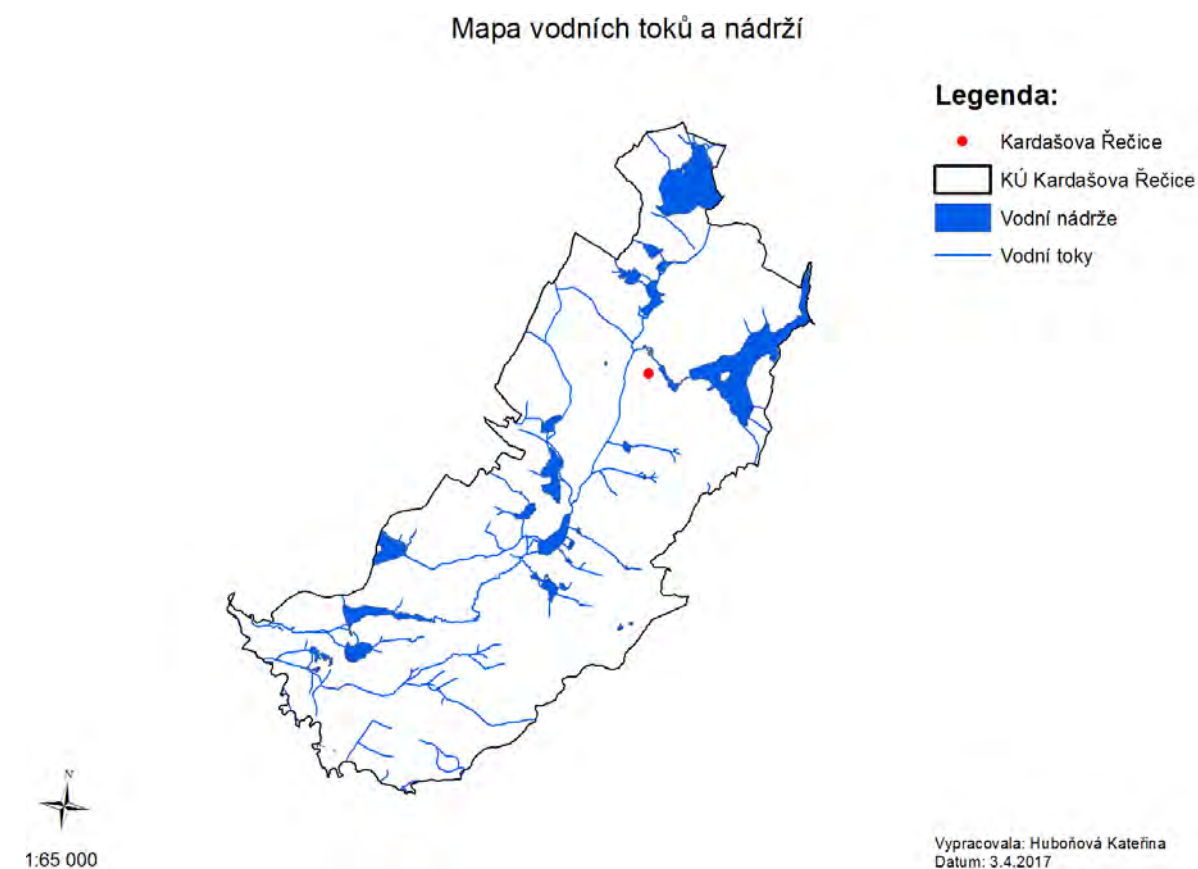 Mapa vodních toků a nádrží
Legenda:
Kardašova Řečice
KÚ Kardašova Řečice
Vodní nádrže
Vodní toky
N
1:65 000
Vypracovala: Huboňová Kateřina
Datum: 3.4.2017